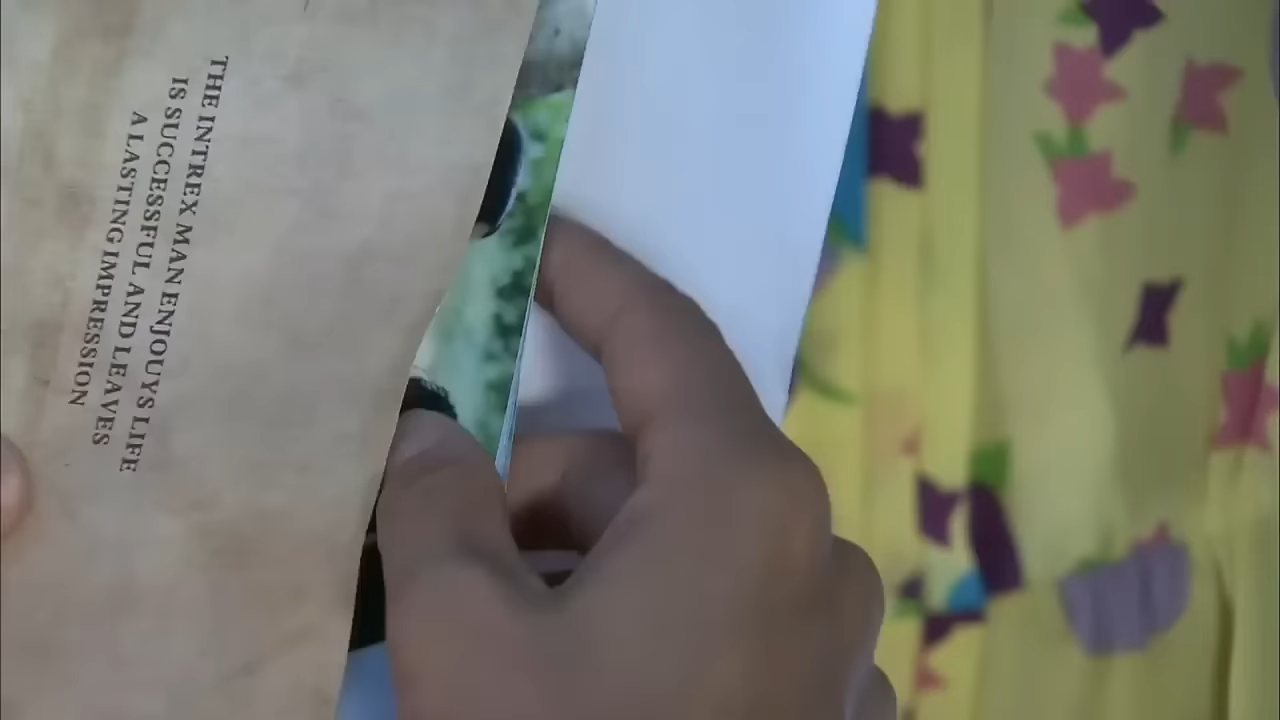 THE INTREX MAN ENJOUYS LIFE
IS SUCCESSFUL AND LEAVES
A LASTING IMPRESSION